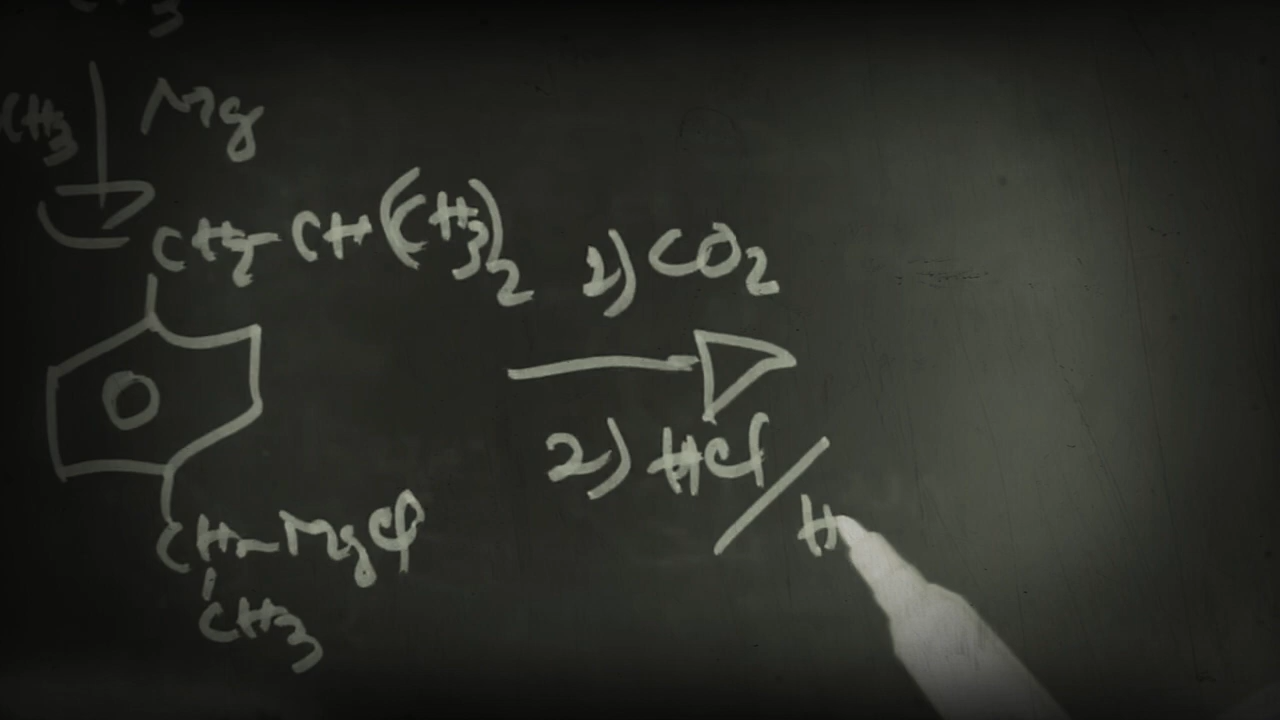 CH3 Mg
CH2-CH(CH3)2
1) CO2
2) HCl/H
CH-MgCl
CH3